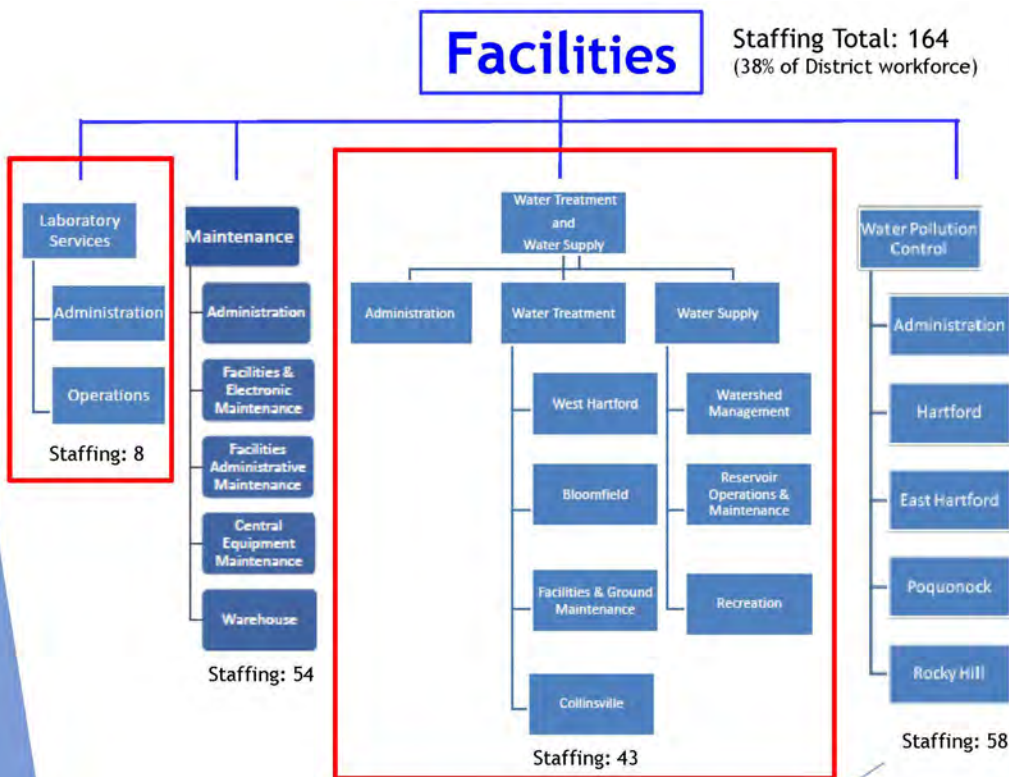 Facilities
Staffing Total: 164
(38% of District workforce)
Laboratory
Services
Administration
Operations
Staffing: 8
Maintenance
Administration
Facilities &
Electronic
Maintenance
Facilities
Administrative
Maintenance
Central
Equipment
Maintenance
Warehouse
Staffing: 54
Water Treatment
and
Water Supply
Administration
Water Treatment
West Hartford
Bloomfield
Facilities & Ground
Maintenance
Collinsville
Water Supply
Watershed
Management
Reservoir
Operations &
Maintenance
Recreation
Staffing: 43
Water Pollution
Control
Administration
Hartford
East Hartford
Poquonock
Rocky Hill
Staffing: 58